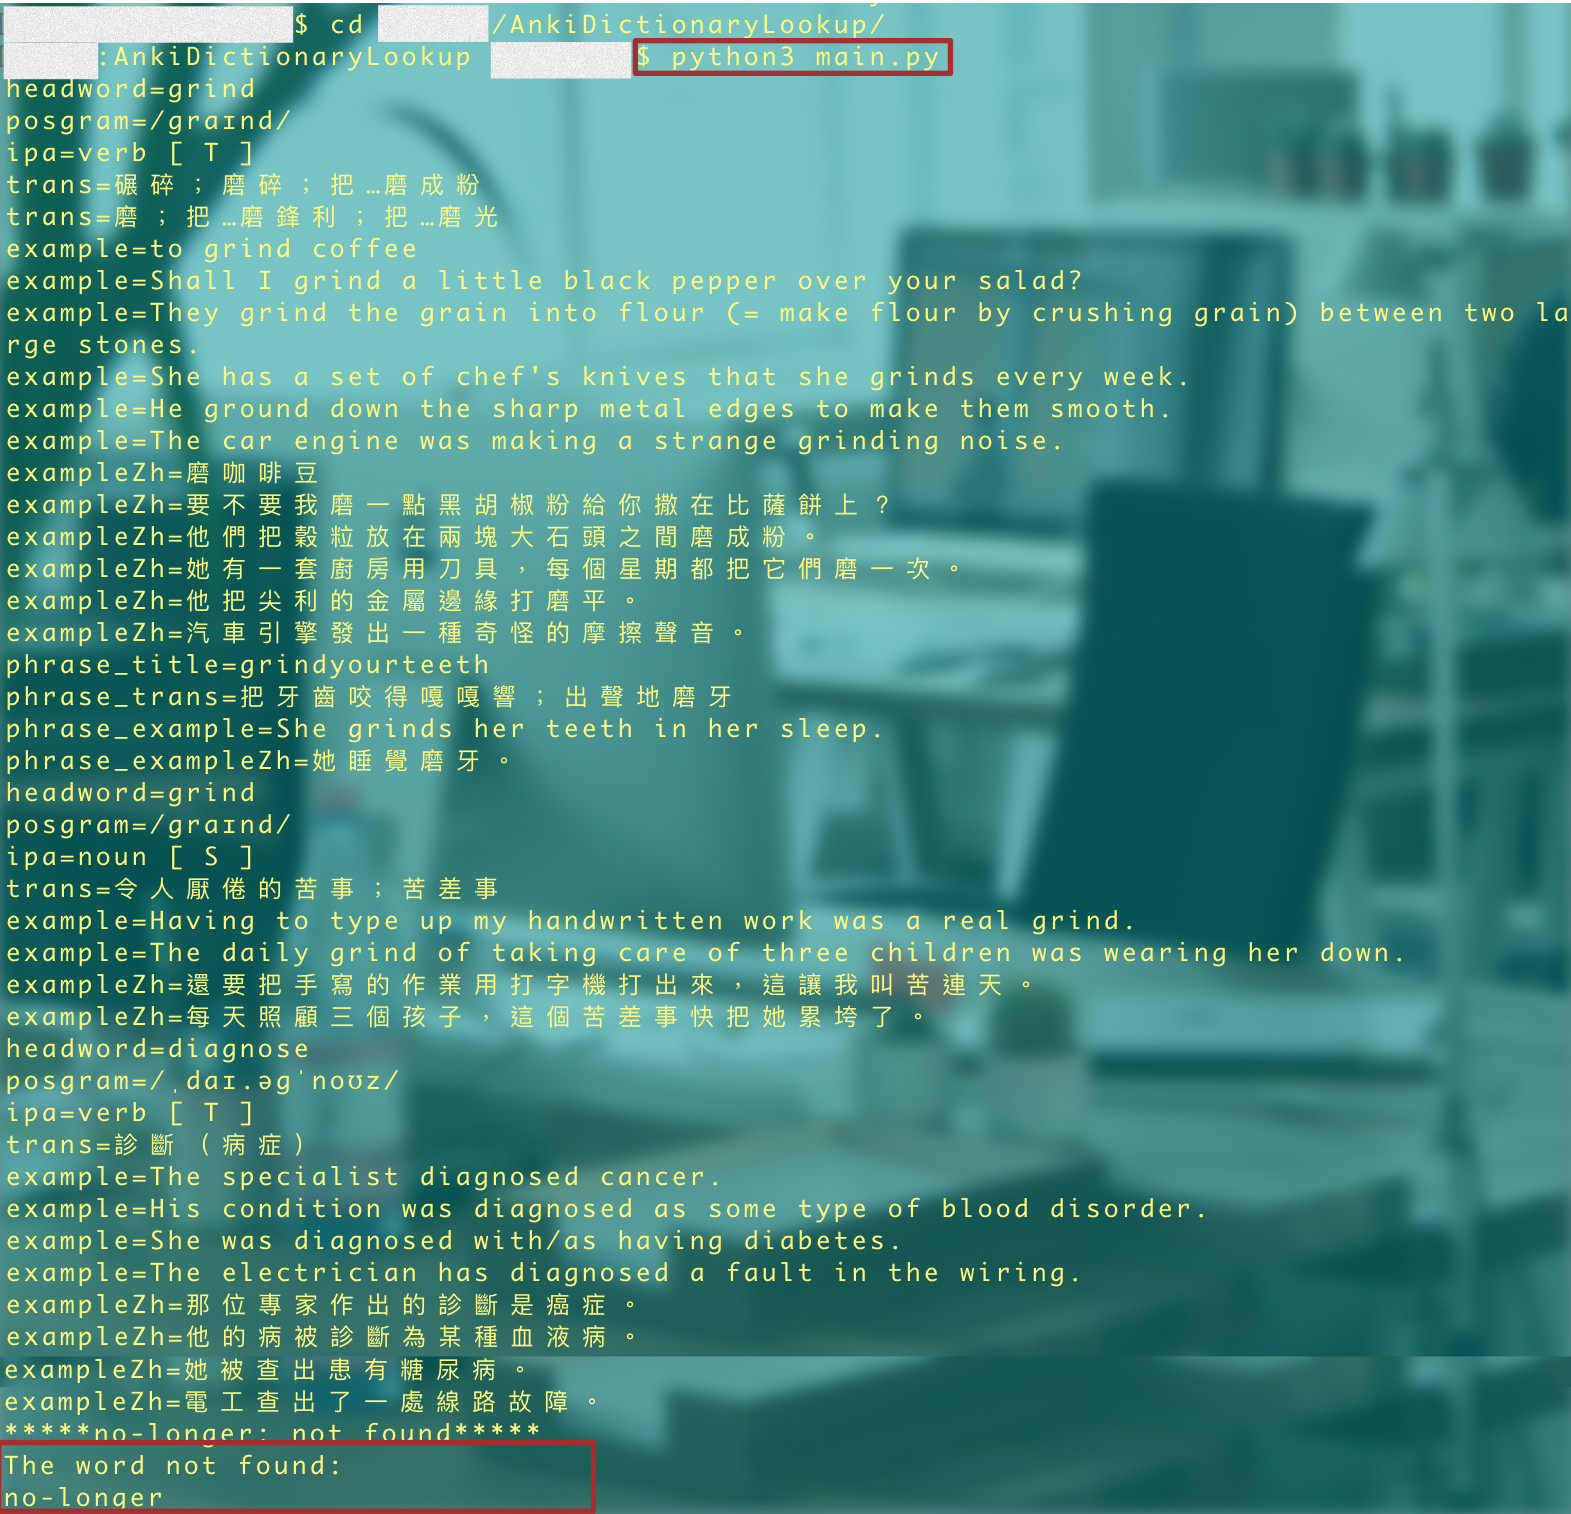 $ cd /AnkiDictionaryLookup/
:AnkiDictionaryLookup $ python3 main.py
headword=grind
posgram=/ɡraɪnd/
ipa=verb [ T ]
trans=碾碎；磨碎；把…磨成粉
trans=磨；把…磨鋒利；把…磨光
example=to grind coffee
example=Shall I grind a little black pepper over your salad?
example=They grind the grain into flour (= make flour by crushing grain) between two la
rge stones.
example=She has a set of chef's knives that she grinds every week.
example=He ground down the sharp metal edges to make them smooth.
example=The car engine was making a strange grinding noise.
exampleZh=磨咖啡豆
exampleZh=要不要我磨一點黑胡椒粉給你撒在比薩餅上？
exampleZh=他們把穀粒放在兩塊大石頭之間磨成粉。
exampleZh=她有一套廚房用刀具，每個星期都把它們磨一次。
exampleZh=他把尖利的金屬邊緣打磨平。
exampleZh=汽車引擎發出一種奇怪的摩擦聲音。
phrase_title=grindyourteeth
phrase_trans=把牙齒咬得嘎嘎響；出聲地磨牙
phrase_example=She grinds her teeth in her sleep.
phrase_exampleZh=她睡覺磨牙。
headword=grind
posgram=/ɡraɪnd/
ipa=noun [ S ]
trans=令人厭倦的苦事；苦差事
example=Having to type up my handwritten work was a real grind.
example=The daily grind of taking care of three children was wearing her down.
exampleZh=還要把手寫的作業用打字機打出來，這讓我叫苦連天。
exampleZh=每天照顧三個孩子，這個苦差事快把她累垮了。
headword=diagnose
posgram=/ˌdaɪ.əɡˈnoʊz/
ipa=verb [ T ]
trans=診斷（病症）
example=The specialist diagnosed cancer.
example=His condition was diagnosed as some type of blood disorder.
example=She was diagnosed with/as having diabetes.
example=The electrician has diagnosed a fault in the wiring.
exampleZh=那位專家作出的診斷是癌症。
exampleZh=他的病被診斷為某種血液病。
exampleZh=她被查出患有糖尿病。
exampleZh=電工查出了一處線路故障。
*****no-longer: not found*****
The word not found:
no-longer